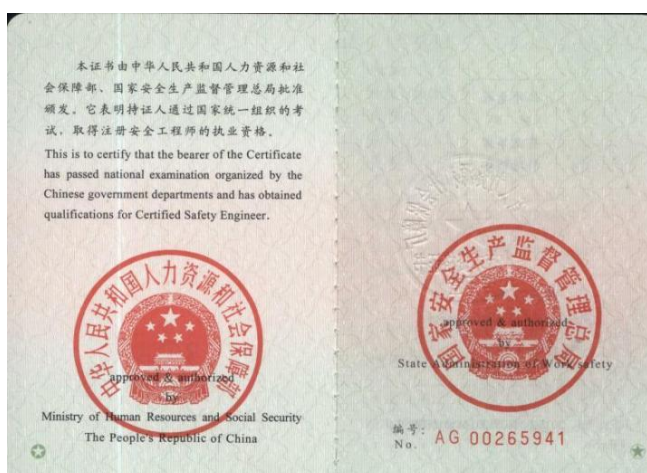 本证书由中华人民共和国人力资源和社
会保障部、国家安全生产监督管理总局批准
颁发。它表明持证人通过国家统一组织的考
试，取得注册安全工程师的执业资格。
This is to certify that the bearer of the Certificate
has passed national examination organized by the
Chinese government departments and has obtained
qualifications for Certified Safety Engineer.
中华人民共和国人力资源和社会保障部
approved & authorized
by
Ministry of Human Resources and Social Security
The People's Republic of China
国家安全生产监督管理总局
approved & authorized
by
State Administration of Work Safety
编号:
No. AG 00265941